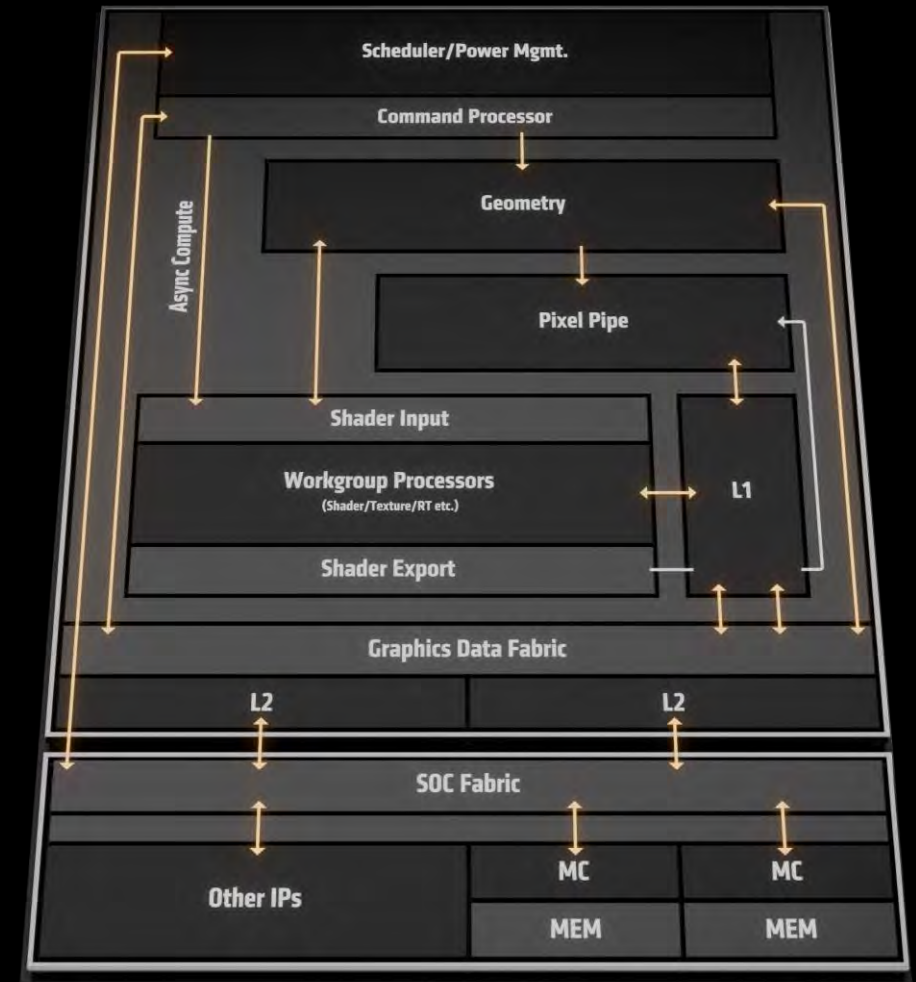 Scheduler/Power Mgmt.
Command Processor
Geometry
Async Compute
Pixel Pipe
Shader Input
Workgroup Processors
(Shader/Texture/RT etc.)
L1
Shader Export
Graphics Data Fabric
L2
L2
SOC Fabric
Other IPs
MC
MC
MEM
MEM